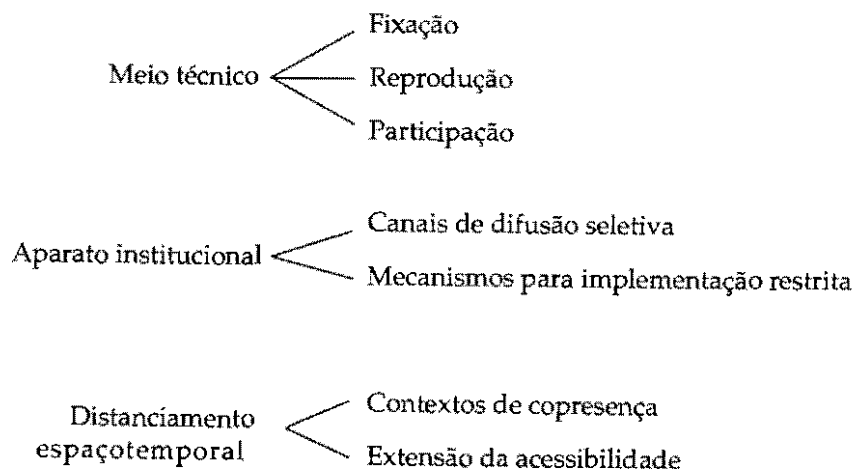 Fixação
Meio técnico
Reprodução
Participação
Canais de difusão seletiva
Aparato institucional
Mecanismos para implementação restrita
Distanciamento
espaçotemporal
Contextos de copresença
Extensão da acessibilidade